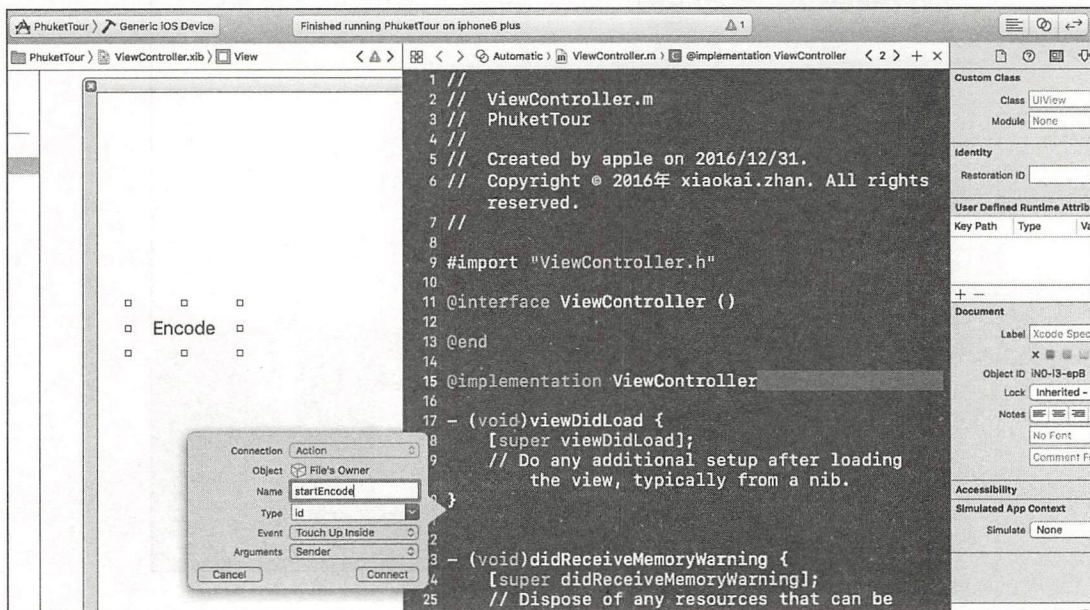 PhuketTour 〉 Generic iOS Device
Finished running PhuketTour on iphone6 plus
1
PhuketTour 〉 ViewController.xib 〉 View
Automatic 〉 ViewController.m 〉 @implementation ViewController
2
Encode
1 //
2 // ViewController.m
3 // PhuketTour
4 //
5 // Created by apple on 2016/12/31.
6 // Copyright © 2016年 xiaokai.zhan. All rights
reserved.
7 //
8
9 #import "ViewController.h"
10
11 @interface ViewController ()
12
13 @end
14
15 @implementation ViewController
16
17 - (void)viewDidLoad {
8 [super viewDidLoad];
9 // Do any additional setup after loading
the view, typically from a nib.
}
22
3 - (void)didReceiveMemoryWarning {
4 [super didReceiveMemoryWarning];
25 // Dispose of any resources that can be
Connection Action
Object File's Owner
Name startEncode
Type id
Event Touch Up Inside
Arguments Sender
Cancel Connect
Custom Class
Class UIView
Module None
Identity
Restoration ID
User Defined Runtime Attrib
Key Path Type Va
+ −
Document
Label Xcode Spec
Object ID iN0-l3-epB
Lock Inherited -
Notes
No Font
Comment Fo
Accessibility
Simulated App Context
Simulate None